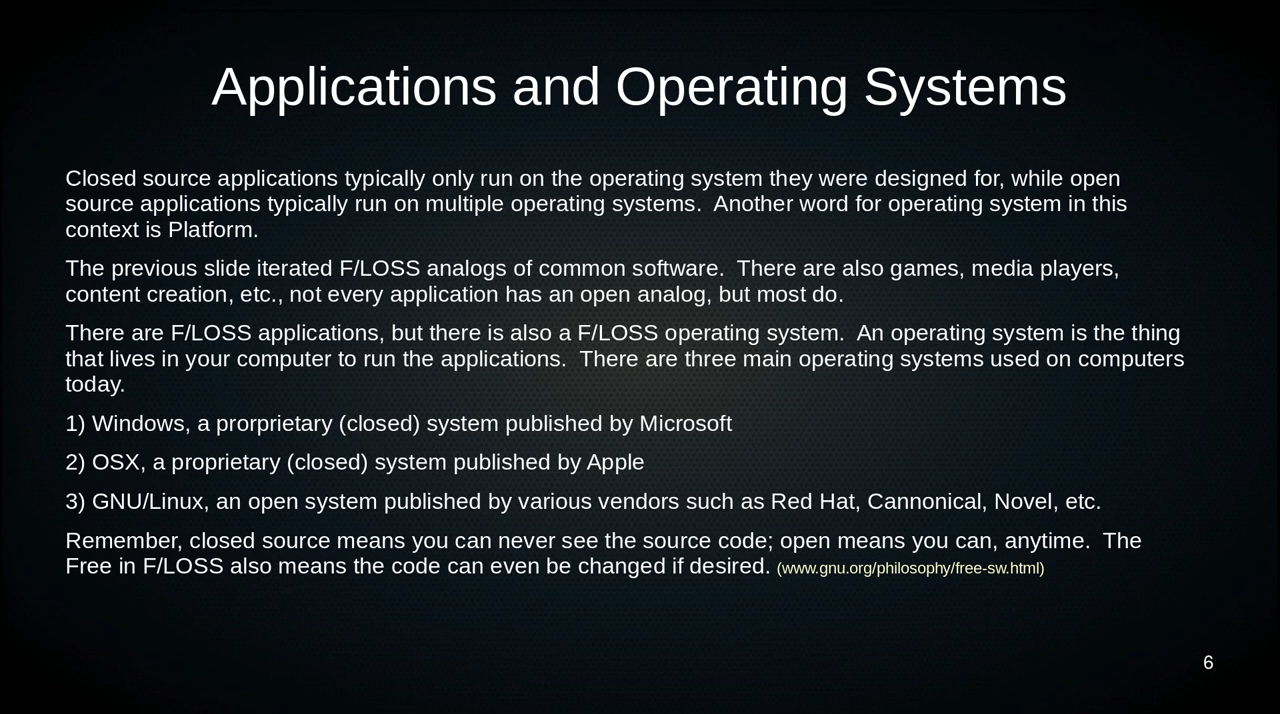 Applications and Operating Systems
Closed source applications typically only run on the operating system they were designed for, while open
source applications typically run on multiple operating systems.  Another word for operating system in this
context is Platform.
The previous slide iterated F/LOSS analogs of common software.  There are also games, media players,
content creation, etc., not every application has an open analog, but most do.
There are F/LOSS applications, but there is also a F/LOSS operating system.  An operating system is the thing
that lives in your computer to run the applications.  There are three main operating systems used on computers
today.
1) Windows, a prorprietary (closed) system published by Microsoft
2) OSX, a proprietary (closed) system published by Apple
3) GNU/Linux, an open system published by various vendors such as Red Hat, Cannonical, Novel, etc.
Remember, closed source means you can never see the source code; open means you can, anytime.  The
Free in F/LOSS also means the code can even be changed if desired. (www.gnu.org/philosophy/free-sw.html)
6